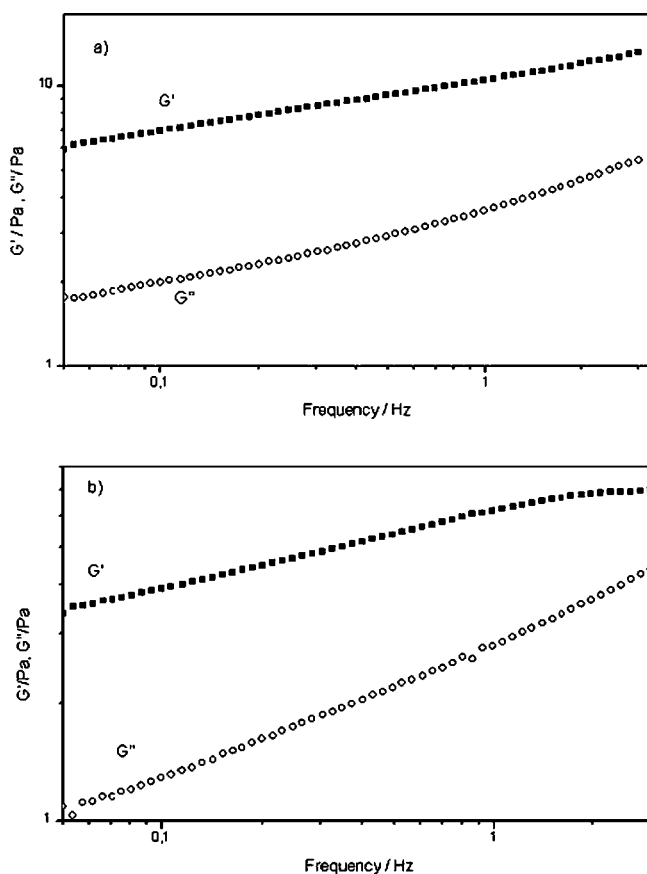 a)
10
G'
G'/ Pa , G''/ Pa
G''
1
0,1
1
Frequency / Hz
b)
G'
G'/Pa, G''/Pa
G''
1
0,1
1
Frequency / Hz